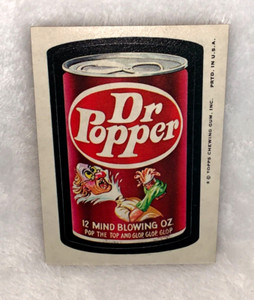 Dr
Popper
12 MIND BLOWING OZ.
POP THE TOP AND GLOP GLOP GLOP
© TOPPS CHEWING GUM, INC. PRTD. IN U.S.A.